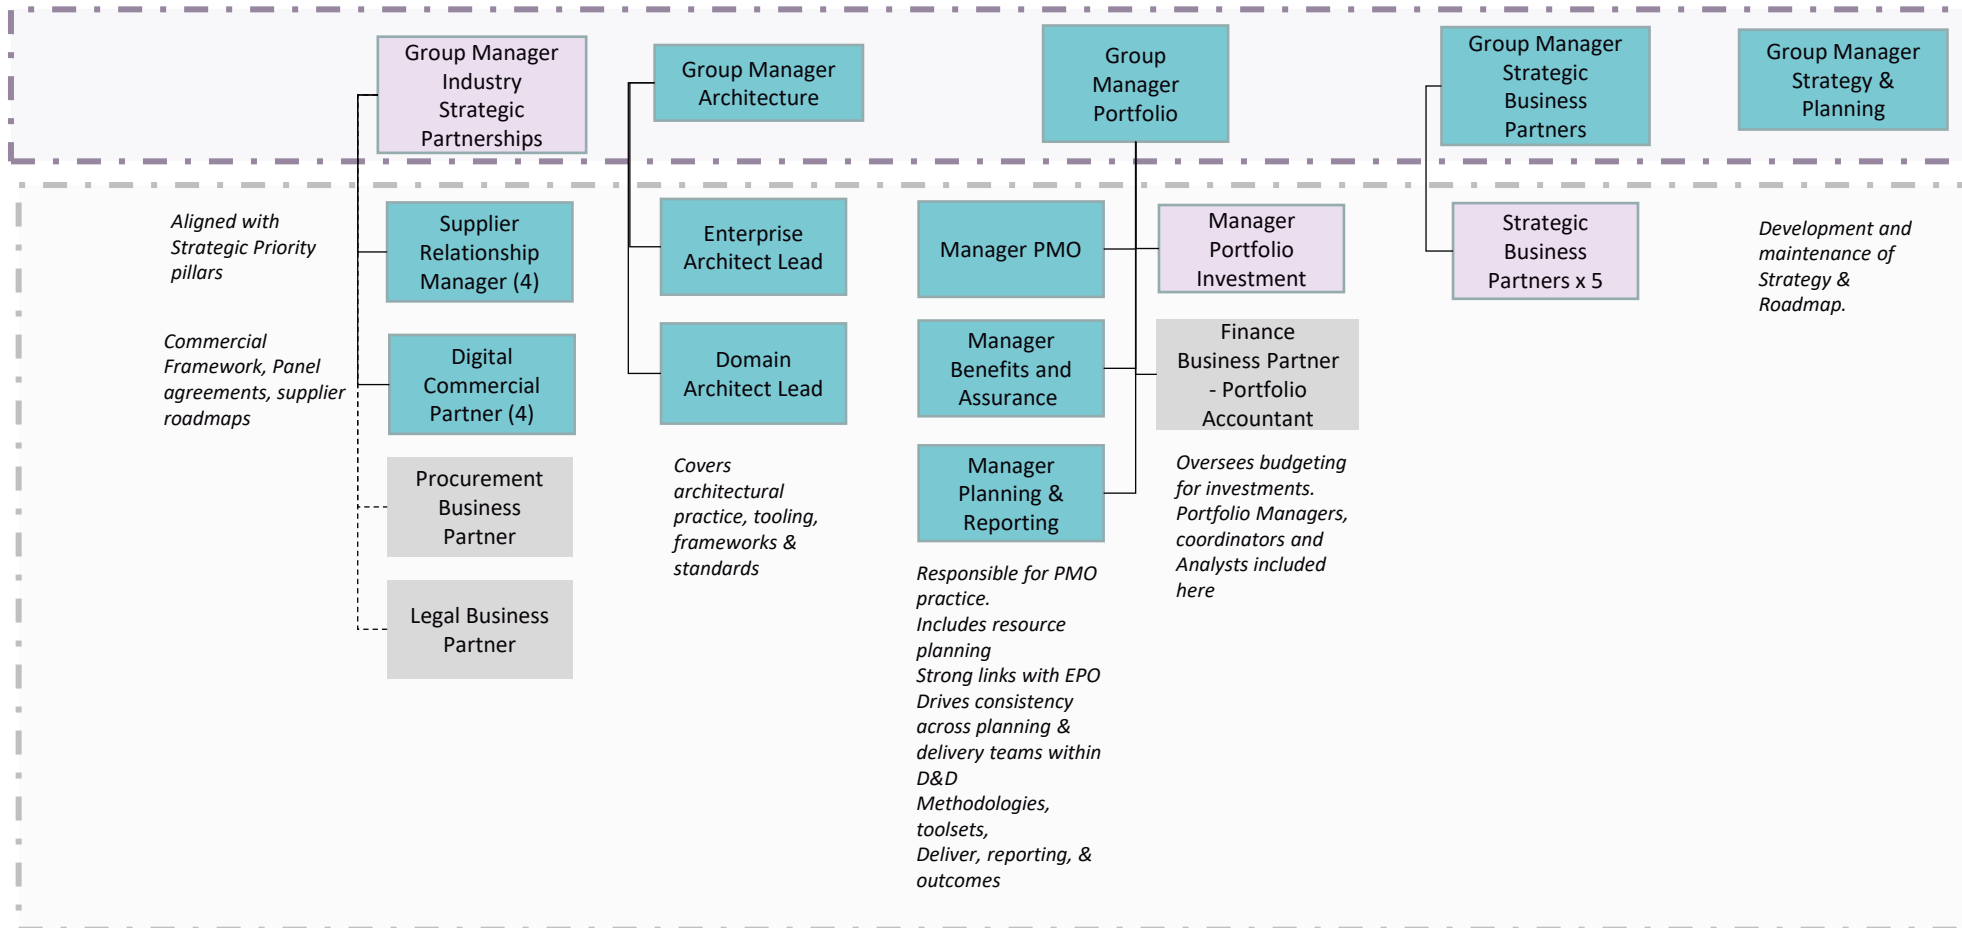 Group Manager
Industry
Strategic
Partnerships
Group Manager
Architecture
Group
Manager
Portfolio
Group Manager
Strategic
Business
Partners
Group Manager
Strategy &
Planning
Aligned with
Strategic Priority
pillars
Supplier
Relationship
Manager (4)
Commercial
Framework, Panel
agreements, supplier
roadmaps
Digital
Commercial
Partner (4)
Procurement
Business
Partner
Legal Business
Partner
Enterprise
Architect Lead
Domain
Architect Lead
Covers
architectural
practice, tooling,
frameworks &
standards
Manager PMO
Manager
Benefits and
Assurance
Manager
Planning &
Reporting
Responsible for PMO
practice.
Includes resource
planning
Strong links with EPO
Drives consistency
across planning &
delivery teams within
D&D
Methodologies,
toolsets,
Deliver, reporting, &
outcomes
Manager
Portfolio
Investment
Finance
Business Partner
- Portfolio
Accountant
Oversees budgeting
for investments.
Portfolio Managers,
coordinators and
Analysts included
here
Strategic
Business
Partners x 5
Development and
maintenance of
Strategy &
Roadmap.